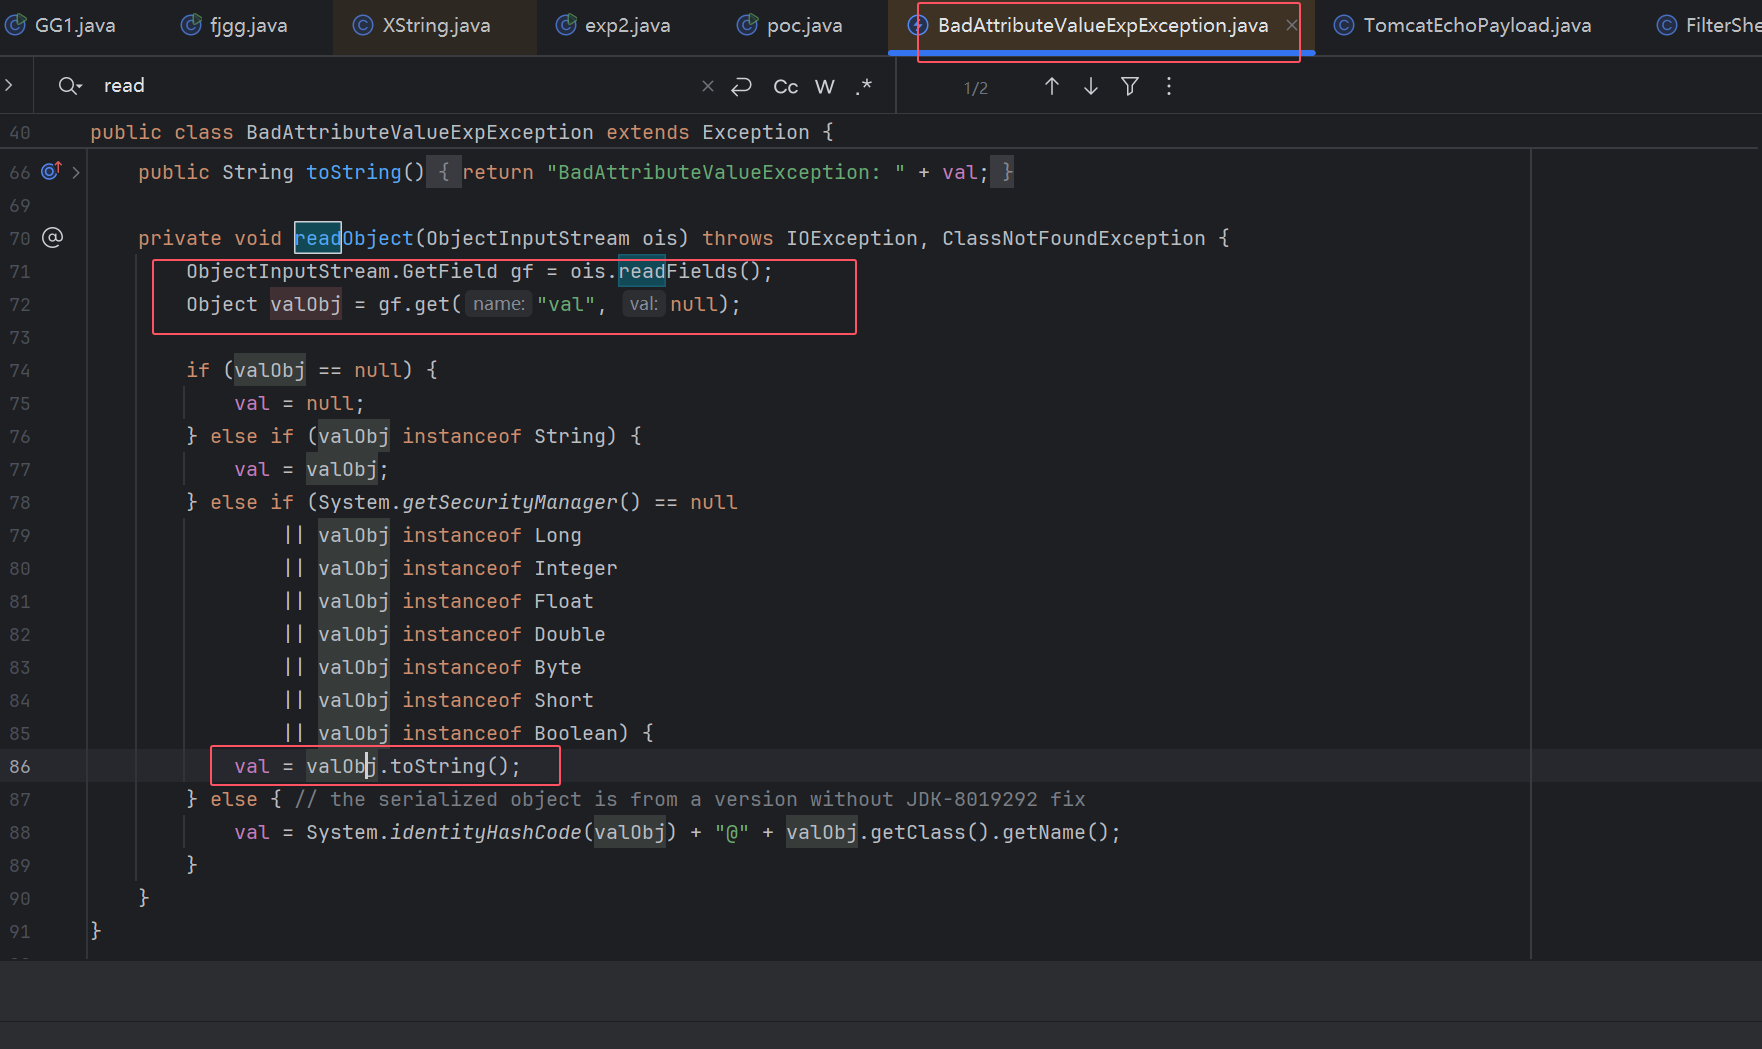 GG1.java fjgg.java XString.java exp2.java poc.java BadAttributeValueExpException.java TomcatEchoPayload.java FilterShe
read Cc W .* 1/2
40 public class BadAttributeValueExpException extends Exception {
66 public String toString() { return "BadAttributeValueException: " + val; }
69
70 private void readObject(ObjectInputStream ois) throws IOException, ClassNotFoundException {
71 ObjectInputStream.GetField gf = ois.readFields();
72 Object valObj = gf.get( name: "val", val: null);
73
74 if (valObj == null) {
75 val = null;
76 } else if (valObj instanceof String) {
77 val = valObj;
78 } else if (System.getSecurityManager() == null
79 || valObj instanceof Long
80 || valObj instanceof Integer
81 || valObj instanceof Float
82 || valObj instanceof Double
83 || valObj instanceof Byte
84 || valObj instanceof Short
85 || valObj instanceof Boolean) {
86 val = valObj.toString();
87 } else { // the serialized object is from a version without JDK-8019292 fix
88 val = System.identityHashCode(valObj) + "@" + valObj.getClass().getName();
89 }
90 }
91 }